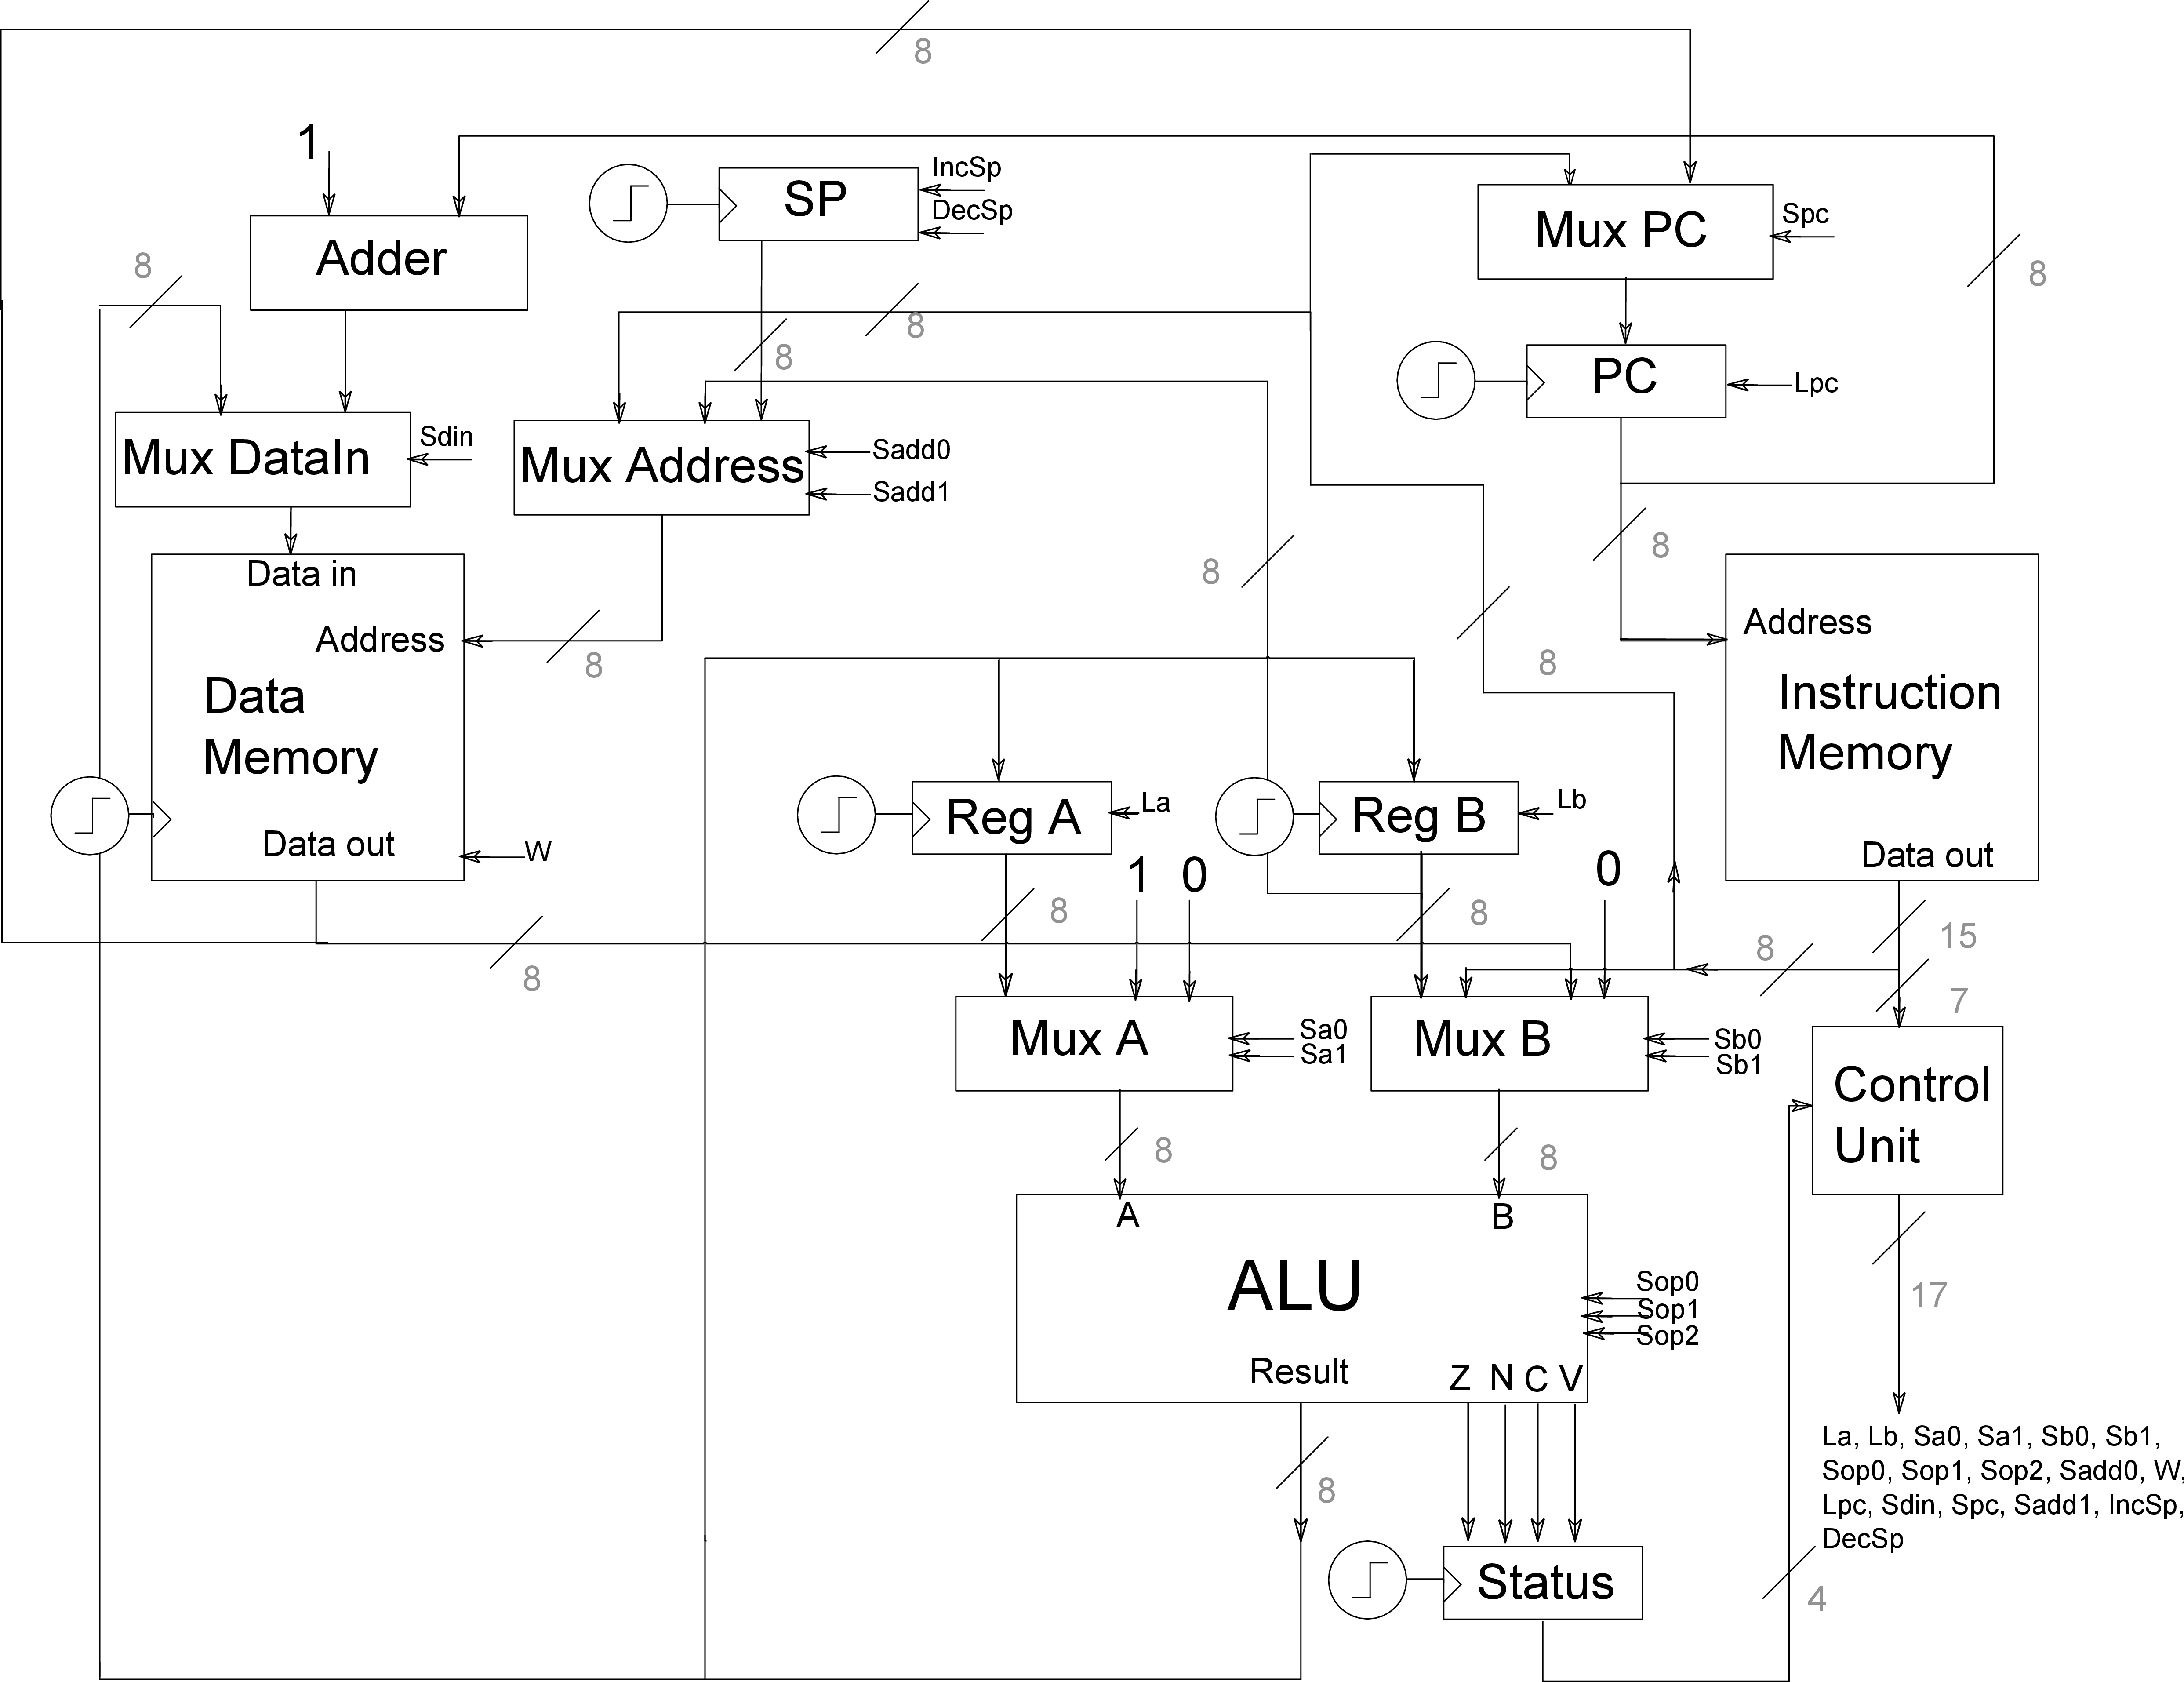 8
1
IncSp
SP
DecSp
Spc
Mux PC
Adder
8
8
8
8
PC
Lpc
Sdin
Mux DataIn
Sadd0
Mux Address
Sadd1
8
8
Data in
Address
8
8
Address
Data
Memory
Instruction
Memory
La
Reg A
Lb
Reg B
Data out
W
Data out
1 0
0
8
8
15
8
8
7
Mux A
Sa0
Sa1
Mux B
Sb0
Sb1
Control
Unit
8
8
A
B
ALU
Sop0
Sop1
Sop2
17
Result
Z N C V
8
La, Lb, Sa0, Sa1, Sb0, Sb1,
Sop0, Sop1, Sop2, Sadd0, W,
Lpc, Sdin, Spc, Sadd1, IncSp,
DecSp
Status
4